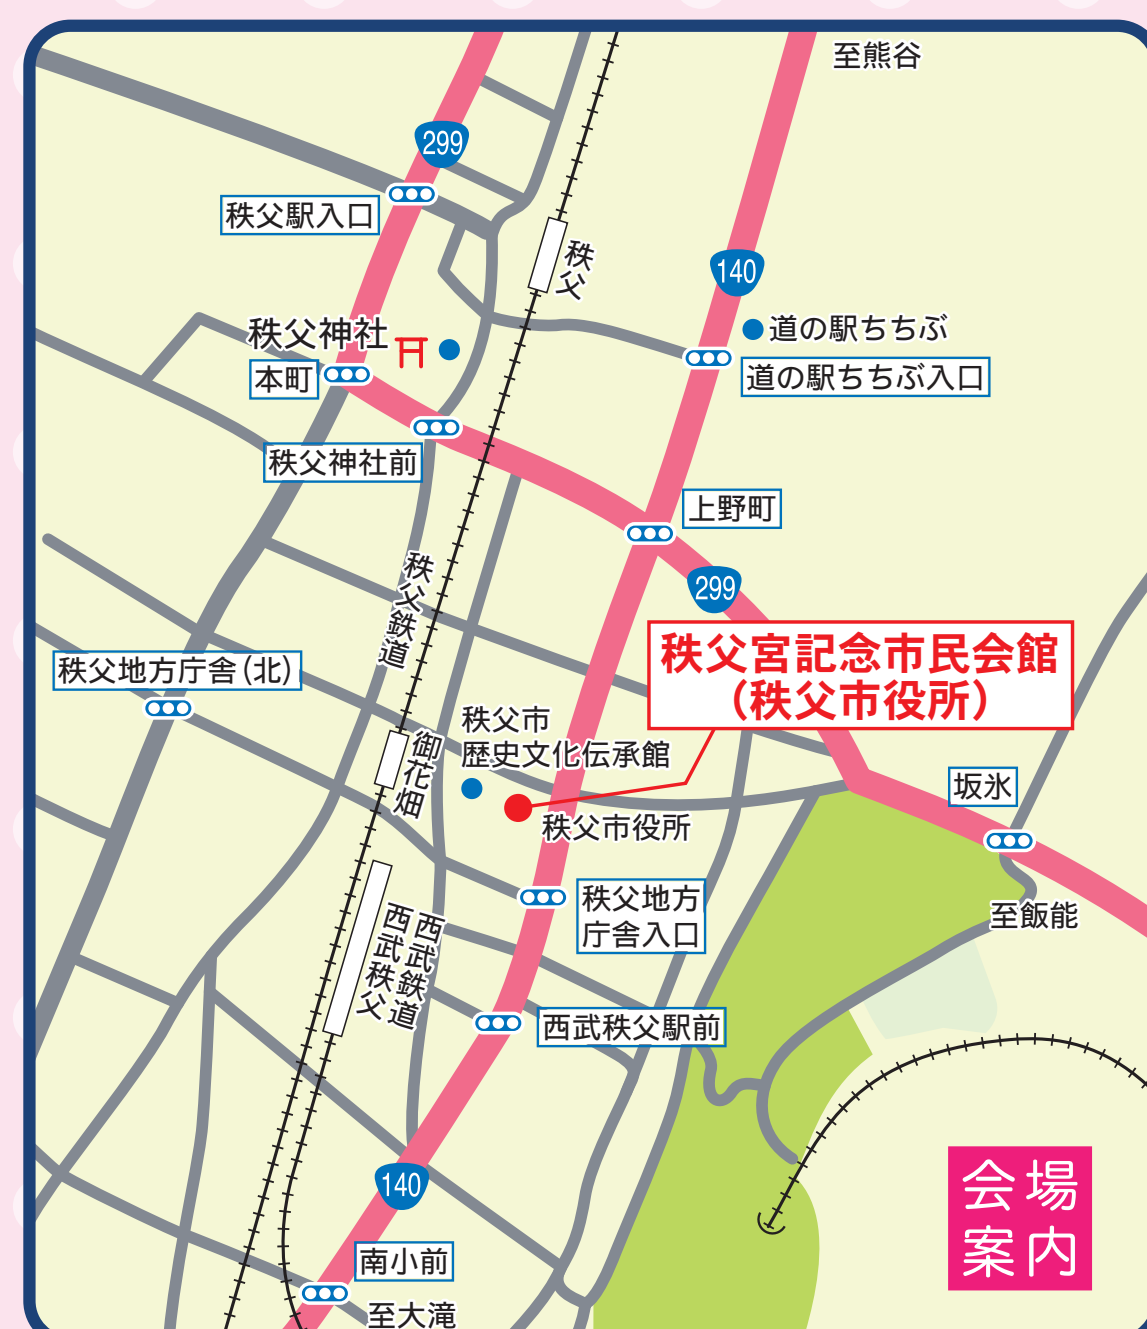 至熊谷
299
秩父駅入口
秩父
140
道の駅ちちぶ
秩父神社
本町
道の駅ちちぶ入口
秩父神社前
上野町
秩父鉄道
299
秩父宮記念市民会館
（秩父市役所）
秩父地方庁舎（北）
秩父市
歴史文化伝承館
御花畑
坂氷
秩父市役所
秩父地方
庁舎入口
至飯能
西武鉄道
西武秩父
西武秩父駅前
140
会場
案内
南小前
至大滝